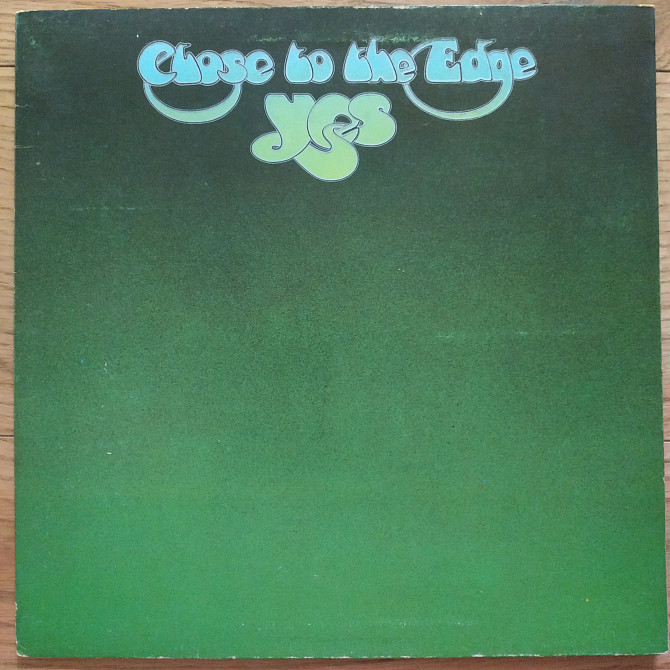 Close to the Edge
yes